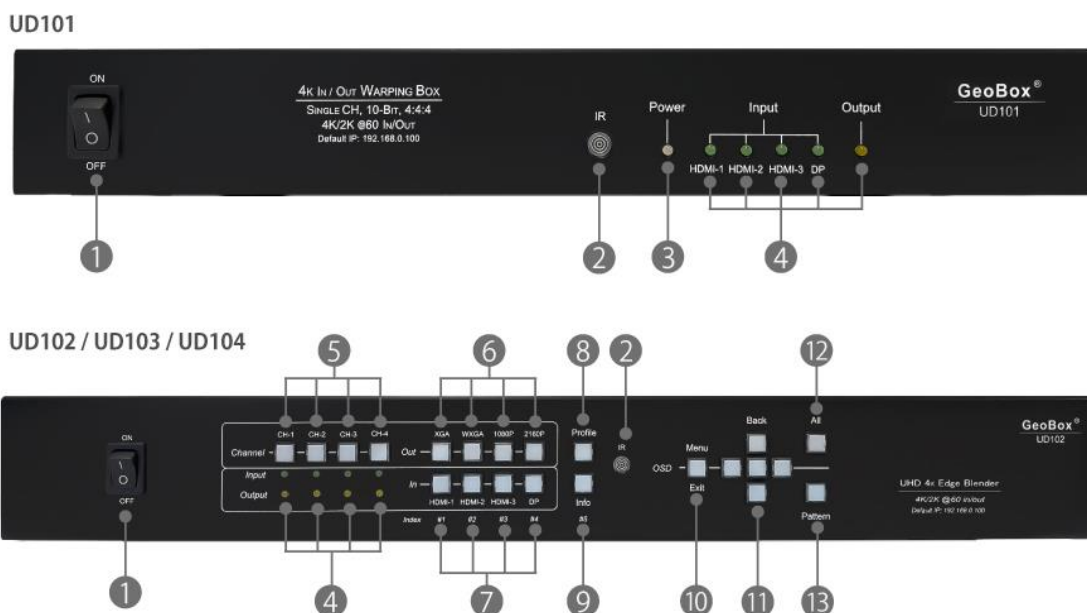 UD101
ON
OFF
4K IN / OUT WARPING BOX
SINGLE CH, 10-BIT, 4:4:4
4K/2K @60 IN/OUT
Default IP: 192.168.0.100
IR
Power
Input
Output
HDMI-1 HDMI-2 HDMI-3 DP
GeoBox®
UD101
1
2
3
4
UD102 / UD103 / UD104
5
6
8
2
12
ON
OFF
CH-1 CH-2 CH-3 CH-4
Channel
Input
Output
XGA WXGA 1080P 2160P
Out
In
HDMI-1 HDMI-2 HDMI-3 DP
Index #1 #2 #3 #4 #5
Profile
Info
IR
OSD
Menu
Exit
Back
All
Pattern
GeoBox®
UD102
UHD 4K Edge Blender
4K/2K @60 in/out
Default IP: 192.168.0.100
1
4
7
9
10
11
13